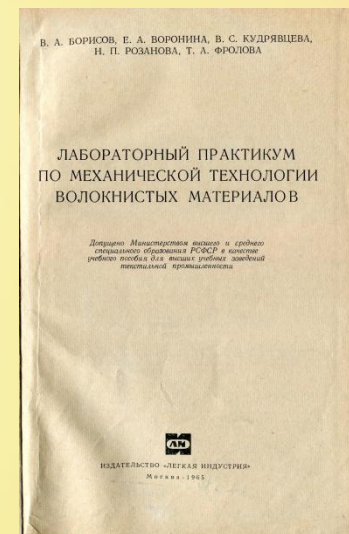 В. А. БОРИСОВ, Е. А. ВОРОНИНА, В. С. КУДРЯВЦЕВА,
Н. П. РОЗАНОВА, Т. А. ФРОЛОВА
ЛАБОРАТОРНЫЙ ПРАКТИКУМ
ПО МЕХАНИЧЕСКОЙ ТЕХНОЛОГИИ
ВОЛОКНИСТЫХ МАТЕРИАЛОВ
Допущено Министерством высшего и среднего
специального образования РСФСР в качестве
учебного пособия для высших учебных заведений
текстильной промышленности
ЛИ
ИЗДАТЕЛЬСТВО «ЛЕГКАЯ ИНДУСТРИЯ»
Москва—1965